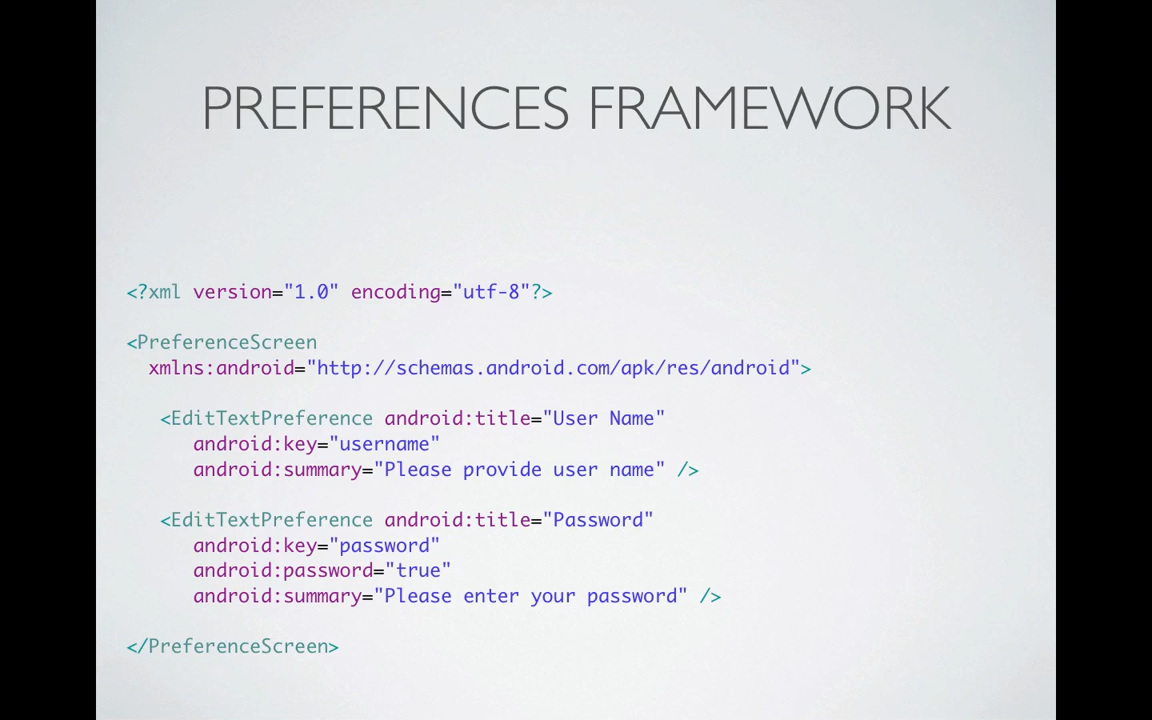 PREFERENCES FRAMEWORK
<?xml version="1.0" encoding="utf-8"?>
<PreferenceScreen
xmlns:android="http://schemas.android.com/apk/res/android">
<EditTextPreference android:title="User Name"
android:key="username"
android:summary="Please provide user name" />
<EditTextPreference android:title="Password"
android:key="password"
android:password="true"
android:summary="Please enter your password" />
</PreferenceScreen>